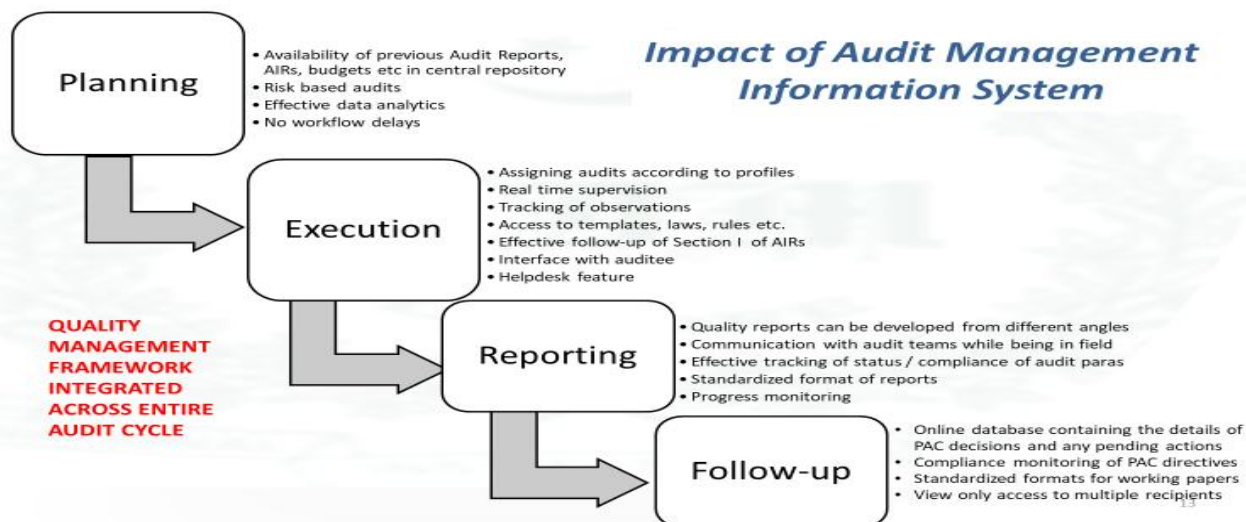 Impact of Audit Management
Information System
Planning
• Availability of previous Audit Reports,
AIRs, budgets etc in central repository
• Risk based audits
• Effective data analytics
• No workflow delays
Execution
• Assigning audits according to profiles
• Real time supervision
• Tracking of observations
• Access to templates, laws, rules etc.
• Effective follow-up of Section I of AIRs
• Interface with auditee
• Helpdesk feature
QUALITY
MANAGEMENT
FRAMEWORK
INTEGRATED
ACROSS ENTIRE
AUDIT CYCLE
Reporting
• Quality reports can be developed from different angles
• Communication with audit teams while being in field
• Effective tracking of status / compliance of audit paras
• Standardized format of reports
• Progress monitoring
Follow-up
• Online database containing the details of
PAC decisions and any pending actions
• Compliance monitoring of PAC directives
• Standardized formats for working papers
• View only access to multiple recipients
13